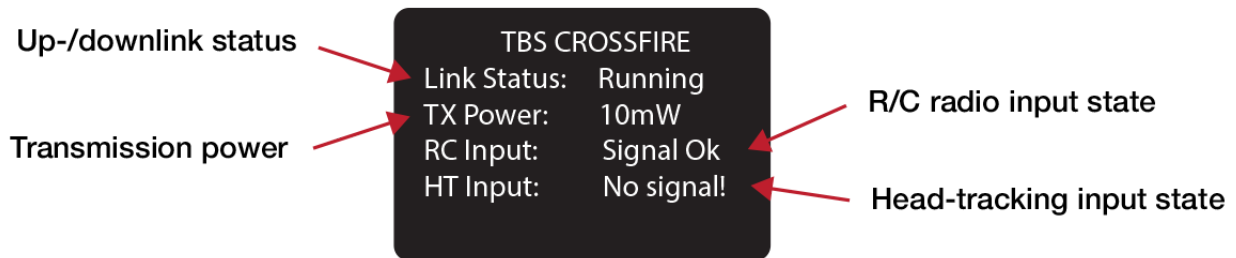 Up-/downlink status
Transmission power
TBS CROSSFIRE
Link Status: Running
TX Power: 10mW
RC Input: Signal Ok
HT Input: No signal!
R/C radio input state
Head-tracking input state